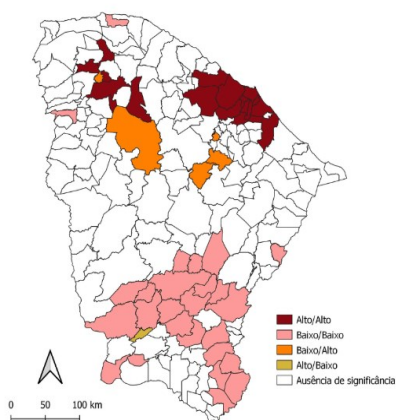 Alto/Alto
Baixo/Baixo
Baixo/Alto
Alto/Baixo
Ausência de significância
0 50 100 km